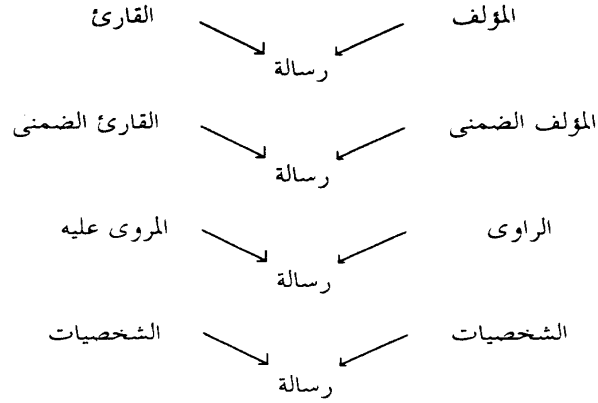 المؤلف القارئ
رسالة
المؤلف الضمنى القارئ الضمنى
رسالة
الراوى المروى عليه
رسالة
الشخصيات الشخصيات
رسالة